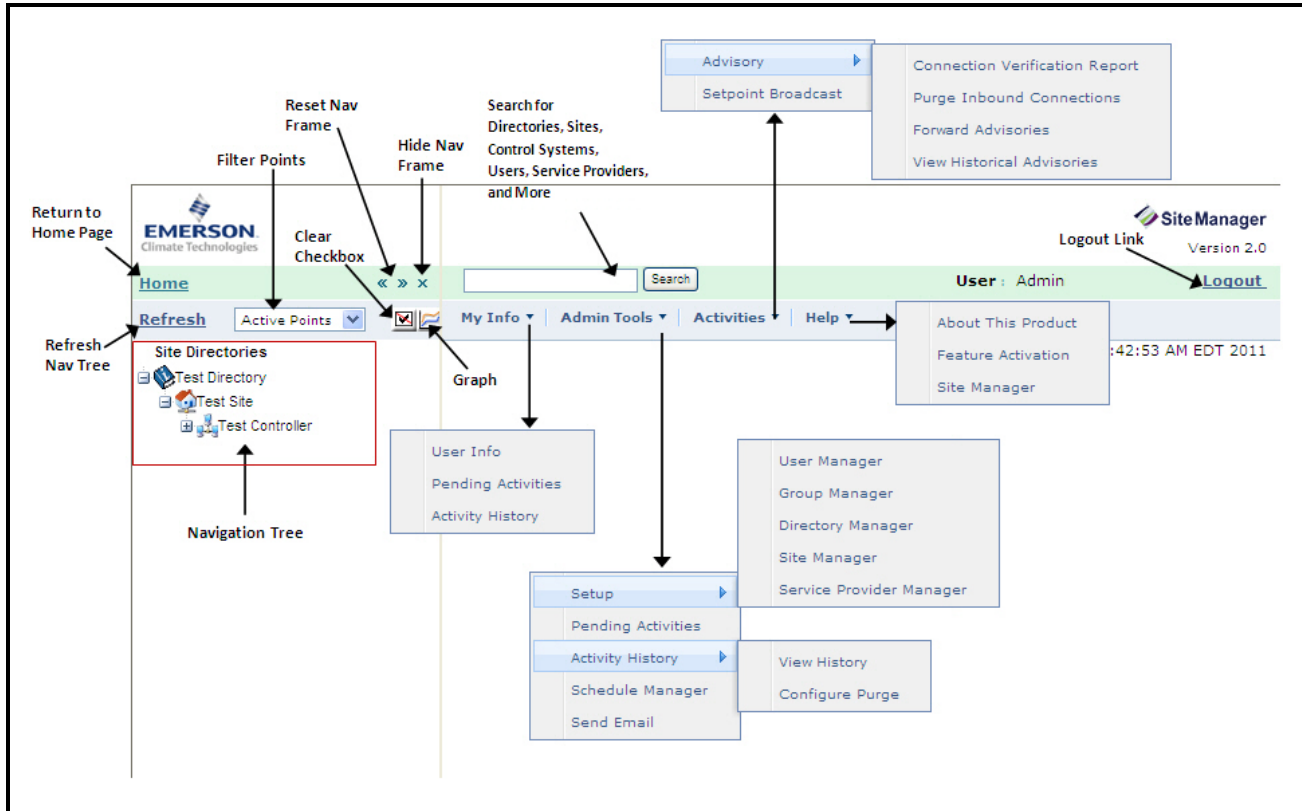 Advisory
Setpoint Broadcast
Connection Verification Report
Purge Inbound Connections
Forward Advisories
View Historical Advisories
Reset Nav
Frame
Search for
Directories, Sites,
Control Systems,
Users, Service Providers,
and More
Filter Points
Hide Nav
Frame
Return to
Home Page
EMERSON.
Climate Technologies
Clear
Checkbox
Logout Link
Site Manager
Version 2.0
Home
« » ×
Search
User : Admin
Logout
Refresh
Active Points
My Info
Admin Tools
Activities
Help
Refresh
Nav Tree
Graph
About This Product
Feature Activation
Site Manager
:42:53 AM EDT 2011
Site Directories
Test Directory
Test Site
Test Controller
Navigation Tree
User Info
Pending Activities
Activity History
User Manager
Group Manager
Directory Manager
Site Manager
Service Provider Manager
Setup
Pending Activities
Activity History
Schedule Manager
Send Email
View History
Configure Purge